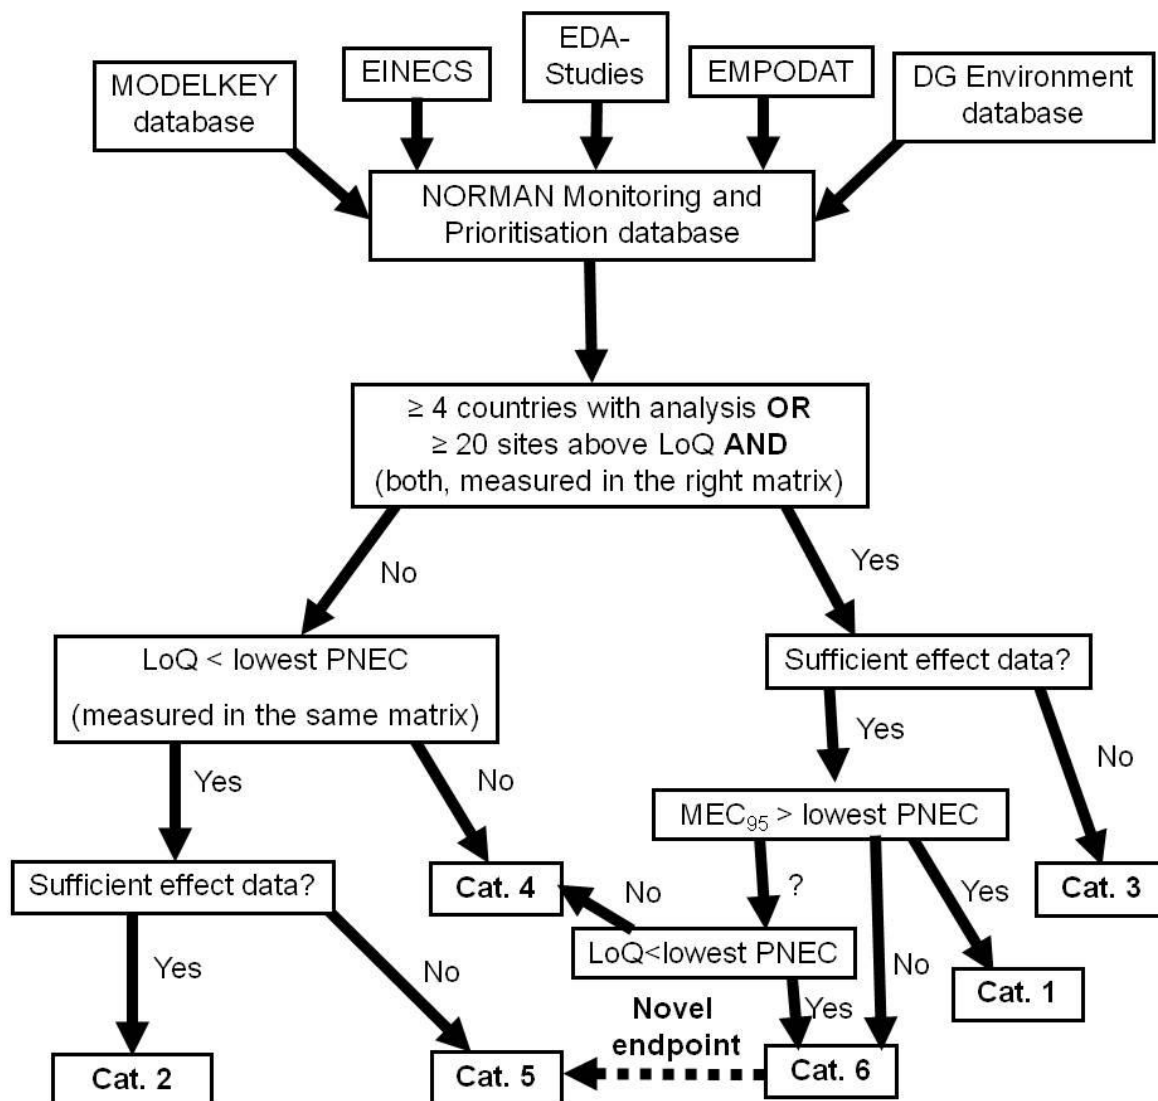 MODELKEY
database
EINECS
EDA-
Studies
EMPODAT
DG Environment
database
NORMAN Monitoring and
Prioritisation database
≥ 4 countries with analysis OR
≥ 20 sites above LoQ AND
(both, measured in the right matrix)
No
Yes
LoQ < lowest PNEC
(measured in the same matrix)
Sufficient effect data?
Yes
No
Yes
No
MEC95 > lowest PNEC
Sufficient effect data?
Cat. 4
No
?
Yes
Cat. 3
LoQ<lowest PNEC
Yes
No
No
Yes
Cat. 1
Novel
endpoint
Cat. 2
Cat. 5
Cat. 6